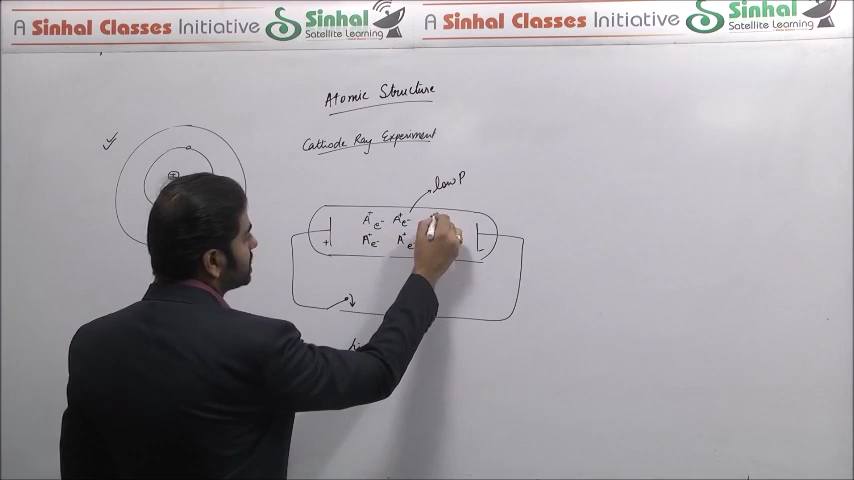 A Sinhal Classes Initiative Sinhal Satellite Learning A Sinhal Classes Initiative Sinhal Satellite Learning
Atomic Structure
Cathode Ray Experiment
low P
A+ e- A+ e-
+ A+ e- A+ e -